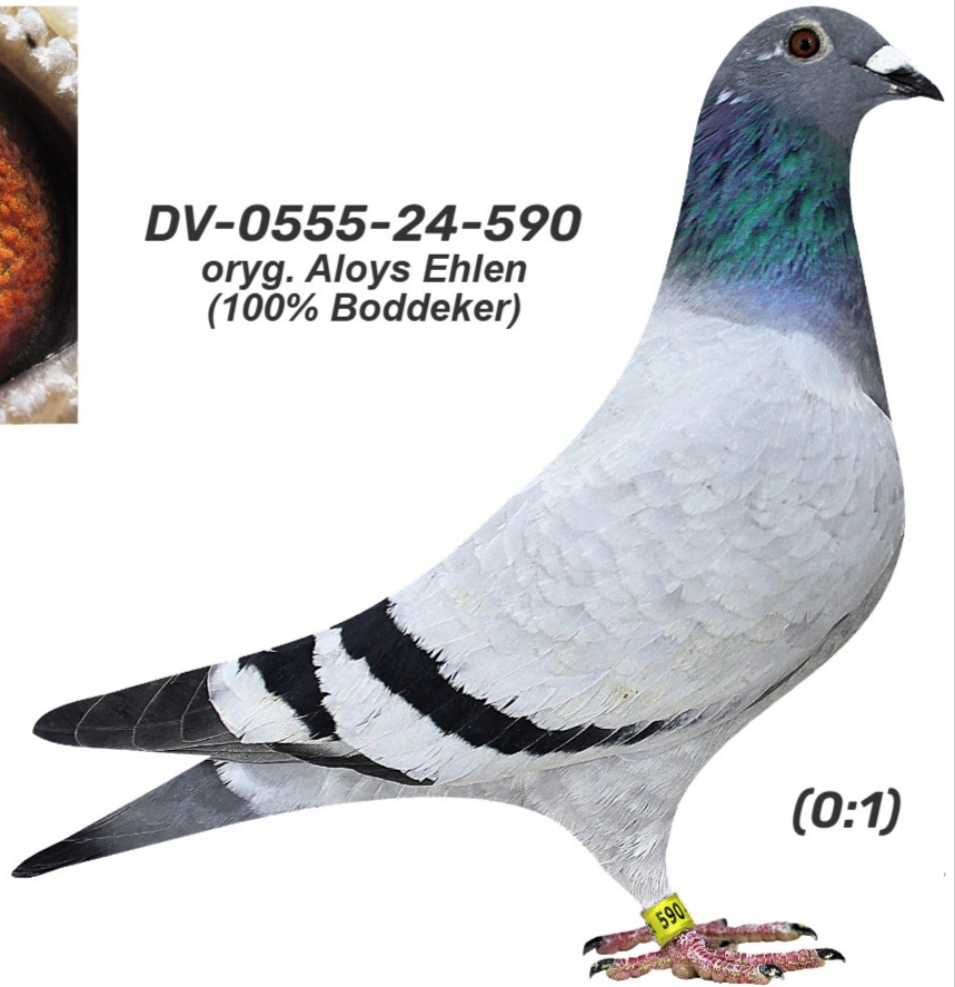 DV-0555-24-590
oryg. Aloys Ehlen
(100% Boddeker)
(0:1)
590